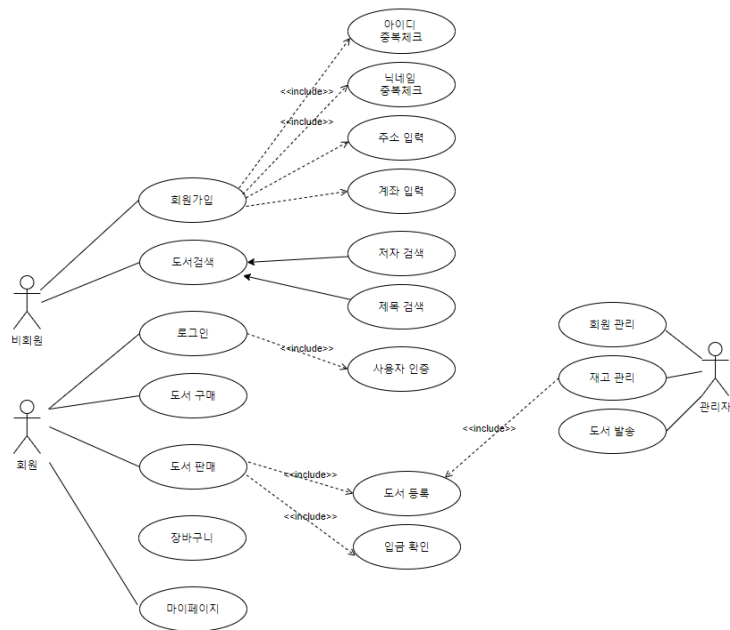 아이디
중복체크
<<include>>
닉네임
중복체크
<<include>>
주소 입력
회원가입
계좌 입력
도서검색
저자 검색
제목 검색
비회원
로그인
<<include>>
사용자 인증
회원 관리
재고 관리
관리자
도서 구매
도서 발송
<<include>>
회원
도서 판매
<<include>>
도서 등록
<<include>>
장바구니
입금 확인
마이페이지